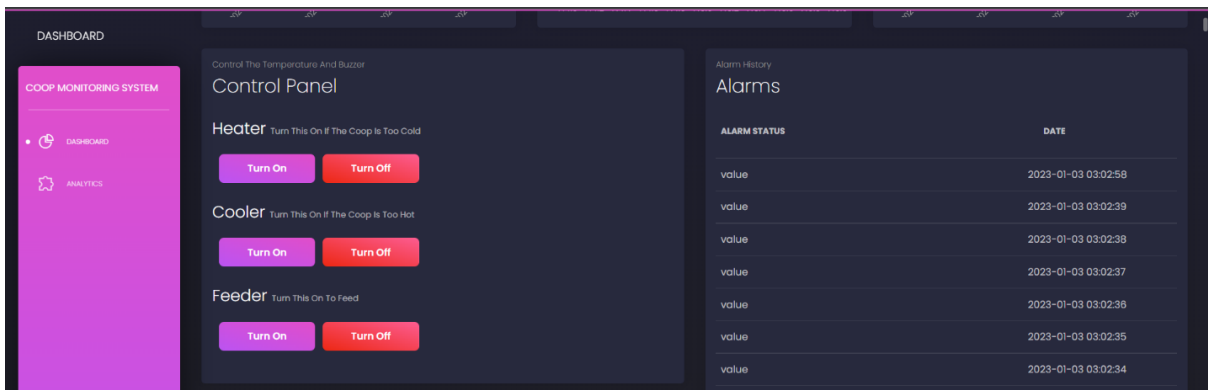 DASHBOARD
COOP MONITORING SYSTEM
DASHBOARD
ANALYTICS
Control The Temperature And Buzzer
Control Panel
Heater Turn This On If The Coop Is Too Cold
Turn On Turn Off
Cooler Turn This On If The Coop Is Too Hot
Turn On Turn Off
Feeder Turn This On To Feed
Turn On Turn Off
Alarm History
Alarms
ALARM STATUS DATE
value 2023-01-03 03:02:58
value 2023-01-03 03:02:39
value 2023-01-03 03:02:38
value 2023-01-03 03:02:37
value 2023-01-03 03:02:36
value 2023-01-03 03:02:35
value 2023-01-03 03:02:34